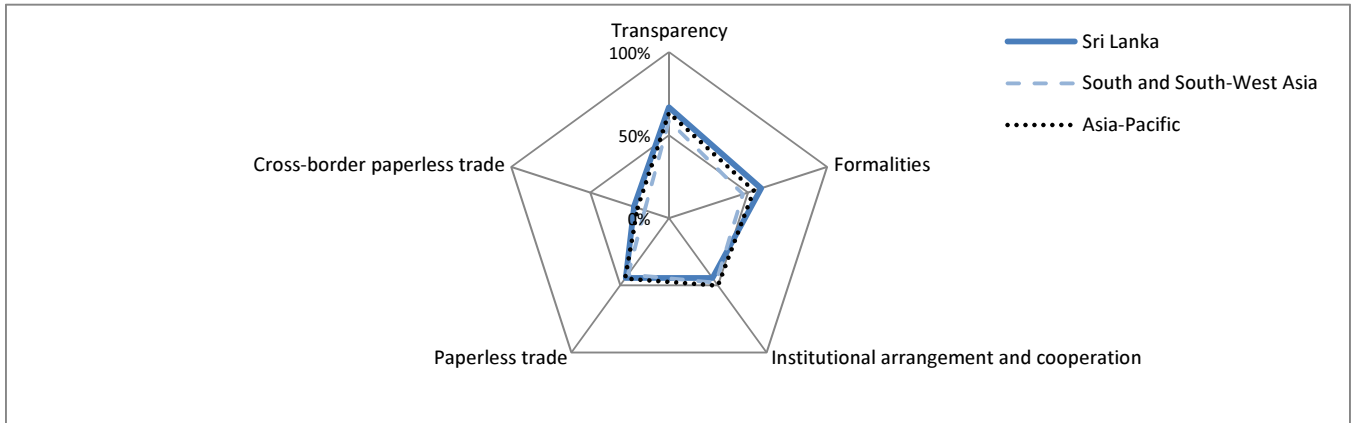 Transparency
100%
50%
0%
Formalities
Cross-border paperless trade
Paperless trade
Institutional arrangement and cooperation
Sri Lanka
South and South-West Asia
Asia-Pacific